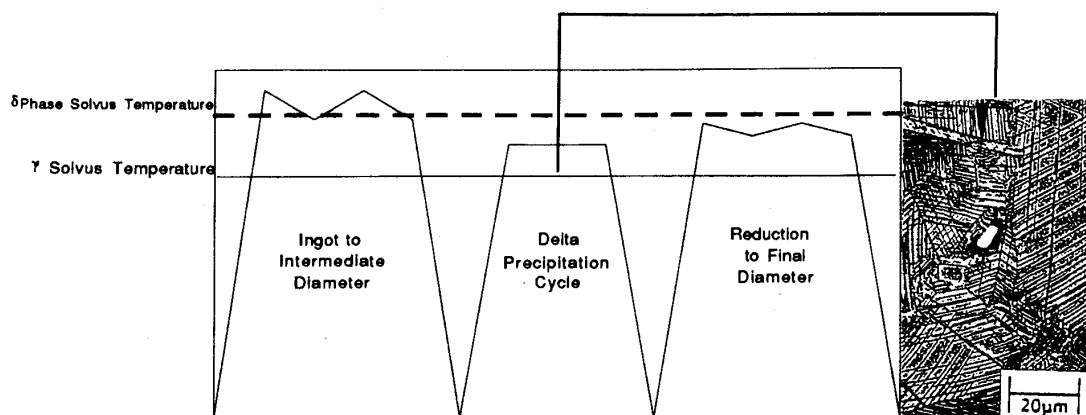 δPhase Solvus Temperature
γ' Solvus Temperature
Ingot to
Intermediate
Diameter
Delta
Precipitation
Cycle
Reduction
to Final
Diameter
20μm